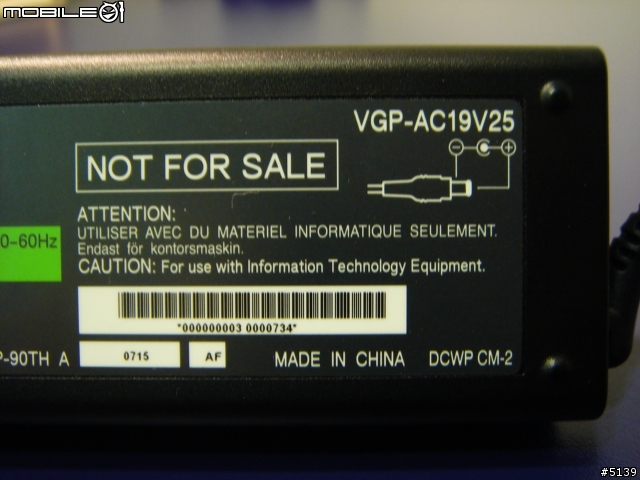 MOBILE01
VGP-AC19V25
NOT FOR SALE
ATTENTION:
UTILISER AVEC DU MATERIEL INFORMATIQUE SEULEMENT.
Endast för kontorsmaskin.
CAUTION: For use with Information Technology Equipment.
0-60Hz
*000000003 0000734*
P-90TH A 0715 AF MADE IN CHINA DCWP CM-2
#5139